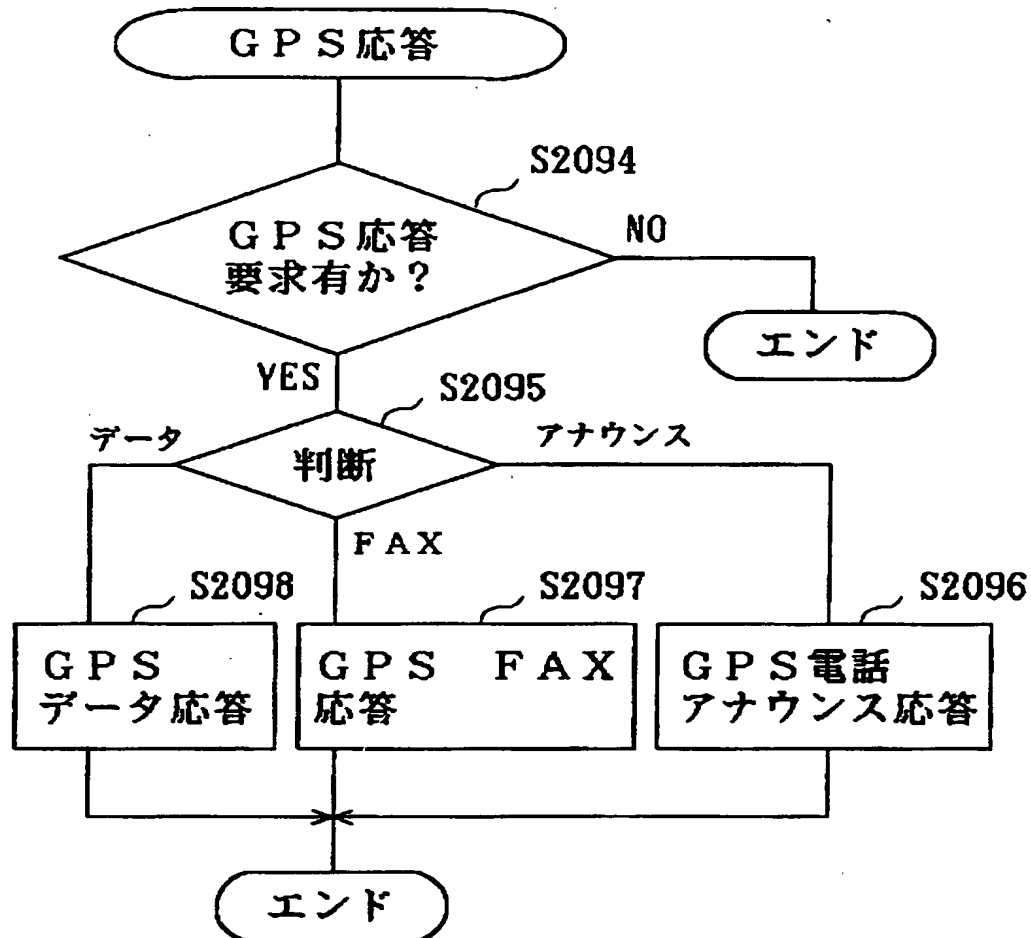 GPS応答
S2094
GPS応答
要求有か?
NO
エンド
YES
S2095
データ
判断
アナウンス
FAX
S2098
S2097
S2096
GPS
データ応答
GPS FAX
応答
GPS電話
アナウンス応答
エンド